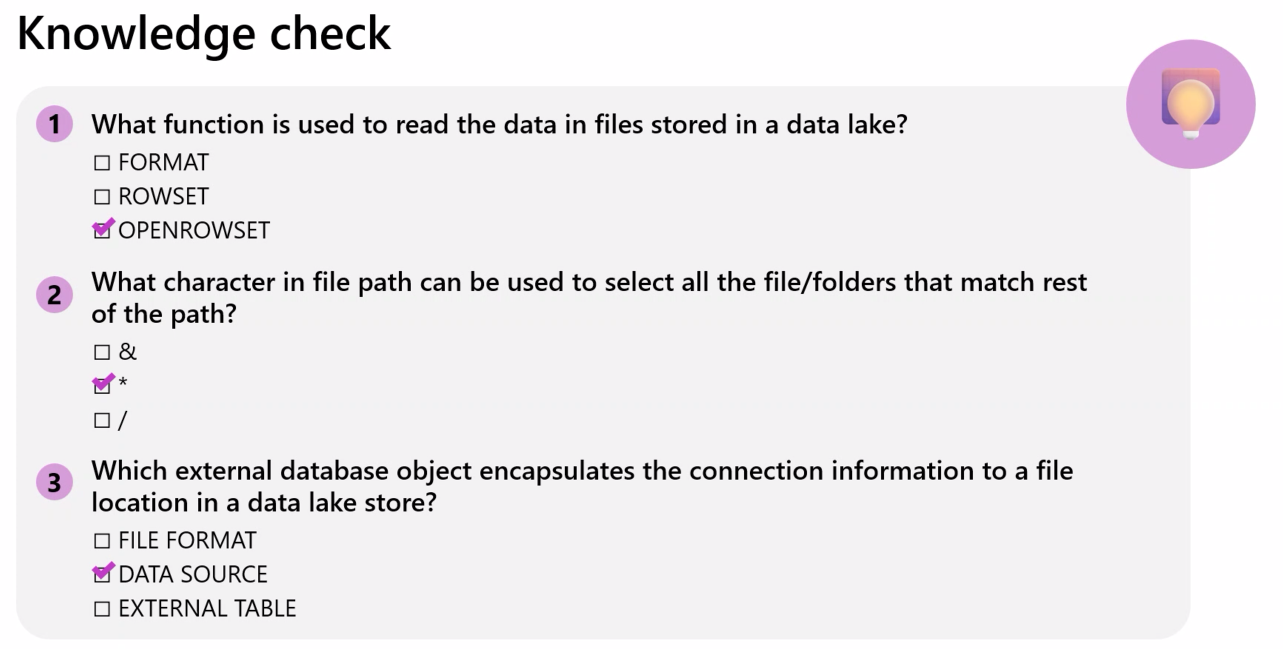 Knowledge check
1 What function is used to read the data in files stored in a data lake?
☐ FORMAT
☐ ROWSET
☑ OPENROWSET
2 What character in file path can be used to select all the file/folders that match rest
of the path?
☐ &
☑ *
☐ /
3 Which external database object encapsulates the connection information to a file
location in a data lake store?
☐ FILE FORMAT
☑ DATA SOURCE
☐ EXTERNAL TABLE